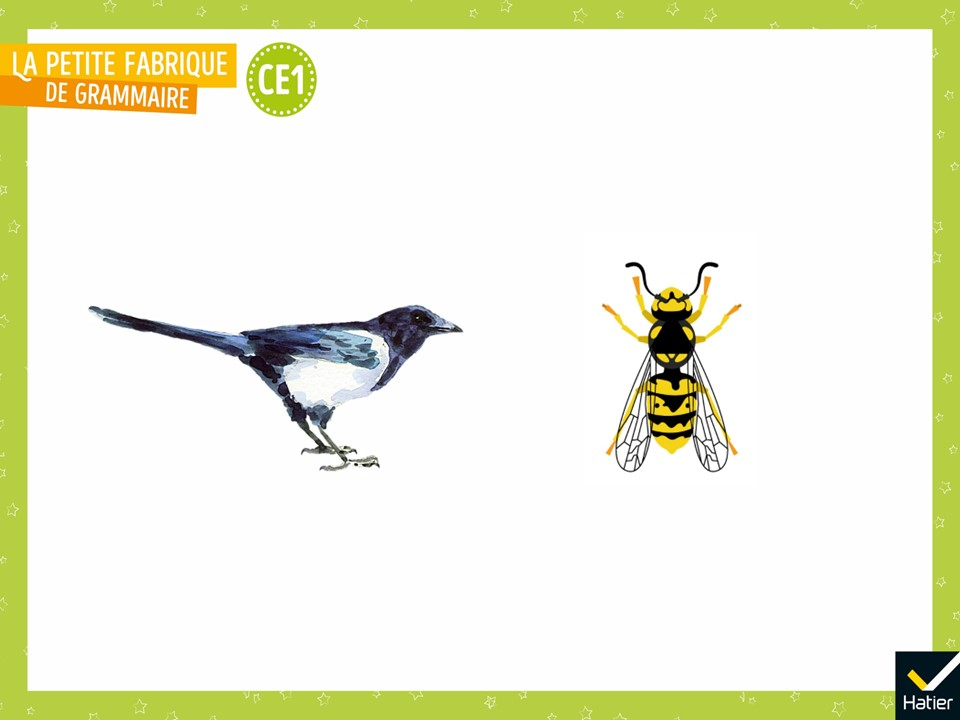 LA PETITE FABRIQUE
DE GRAMMAIRE
CE1
Hatier